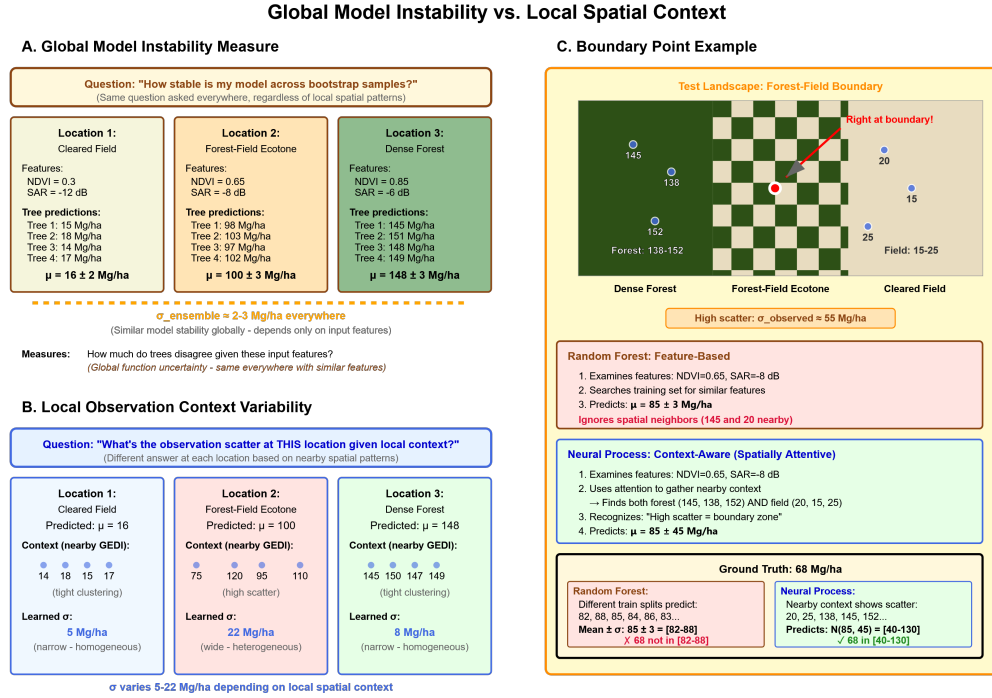 Global Model Instability vs. Local Spatial Context
A. Global Model Instability Measure
Question: "How stable is my model across bootstrap samples?"
(Same question asked everywhere, regardless of local spatial patterns)
Location 1:
Cleared Field
Features:
NDVI = 0.3
SAR = -12 dB
Tree predictions:
Tree 1: 15 Mg/ha
Tree 2: 18 Mg/ha
Tree 3: 14 Mg/ha
Tree 4: 17 Mg/ha
μ = 16 ± 2 Mg/ha
Location 2:
Forest-Field Ecotone
Features:
NDVI = 0.65
SAR = -8 dB
Tree predictions:
Tree 1: 98 Mg/ha
Tree 2: 103 Mg/ha
Tree 3: 97 Mg/ha
Tree 4: 102 Mg/ha
μ = 100 ± 3 Mg/ha
Location 3:
Dense Forest
Features:
NDVI = 0.85
SAR = -6 dB
Tree predictions:
Tree 1: 145 Mg/ha
Tree 2: 151 Mg/ha
Tree 3: 148 Mg/ha
Tree 4: 149 Mg/ha
μ = 148 ± 3 Mg/ha
σ_ensemble ≈ 2-3 Mg/ha everywhere
(Similar model stability globally - depends only on input features)
Measures: How much do trees disagree given these input features?
(Global function uncertainty - same everywhere with similar features)
B. Local Observation Context Variability
Question: "What's the observation scatter at THIS location given local context?"
(Different answer at each location based on nearby spatial patterns)
Location 1:
Cleared Field
Predicted: μ = 16
Context (nearby GEDI):
14 18 15 17
(tight clustering)
Learned σ:
5 Mg/ha
(narrow - homogeneous)
Location 2:
Forest-Field Ecotone
Predicted: μ = 100
Context (nearby GEDI):
75 120 95 110
(high scatter)
Learned σ:
22 Mg/ha
(wide - heterogeneous)
Location 3:
Dense Forest
Predicted: μ = 148
Context (nearby GEDI):
145 150 147 149
(tight clustering)
Learned σ:
8 Mg/ha
(narrow - homogeneous)
σ varies 5-22 Mg/ha depending on local spatial context
C. Boundary Point Example
Test Landscape: Forest-Field Boundary
Right at boundary!
145
138
152
20
15
25
Forest: 138-152
Field: 15-25
Dense Forest
Forest-Field Ecotone
Cleared Field
High scatter: σ_observed ≈ 55 Mg/ha
Random Forest: Feature-Based
1. Examines features: NDVI=0.65, SAR=-8 dB
2. Searches training set for similar features
3. Predicts: μ = 85 ± 3 Mg/ha
Ignores spatial neighbors (145 and 20 nearby)
Neural Process: Context-Aware (Spatially Attentive)
1. Examines features: NDVI=0.65, SAR=-8 dB
2. Uses attention to gather nearby context
→ Finds both forest (145, 138, 152) AND field (20, 15, 25)
3. Recognizes: "High scatter = boundary zone"
4. Predicts: μ = 85 ± 45 Mg/ha
Ground Truth: 68 Mg/ha
Random Forest:
Different train splits predict:
82, 88, 85, 84, 86, 83...
Mean ± σ: 85 ± 3 = [82-88]
✗ 68 not in [82-88]
Neural Process:
Nearby context shows scatter:
20, 25, 138, 145, 152...
Predicts: N(85, 45) = [40-130]
✓ 68 in [40-130]